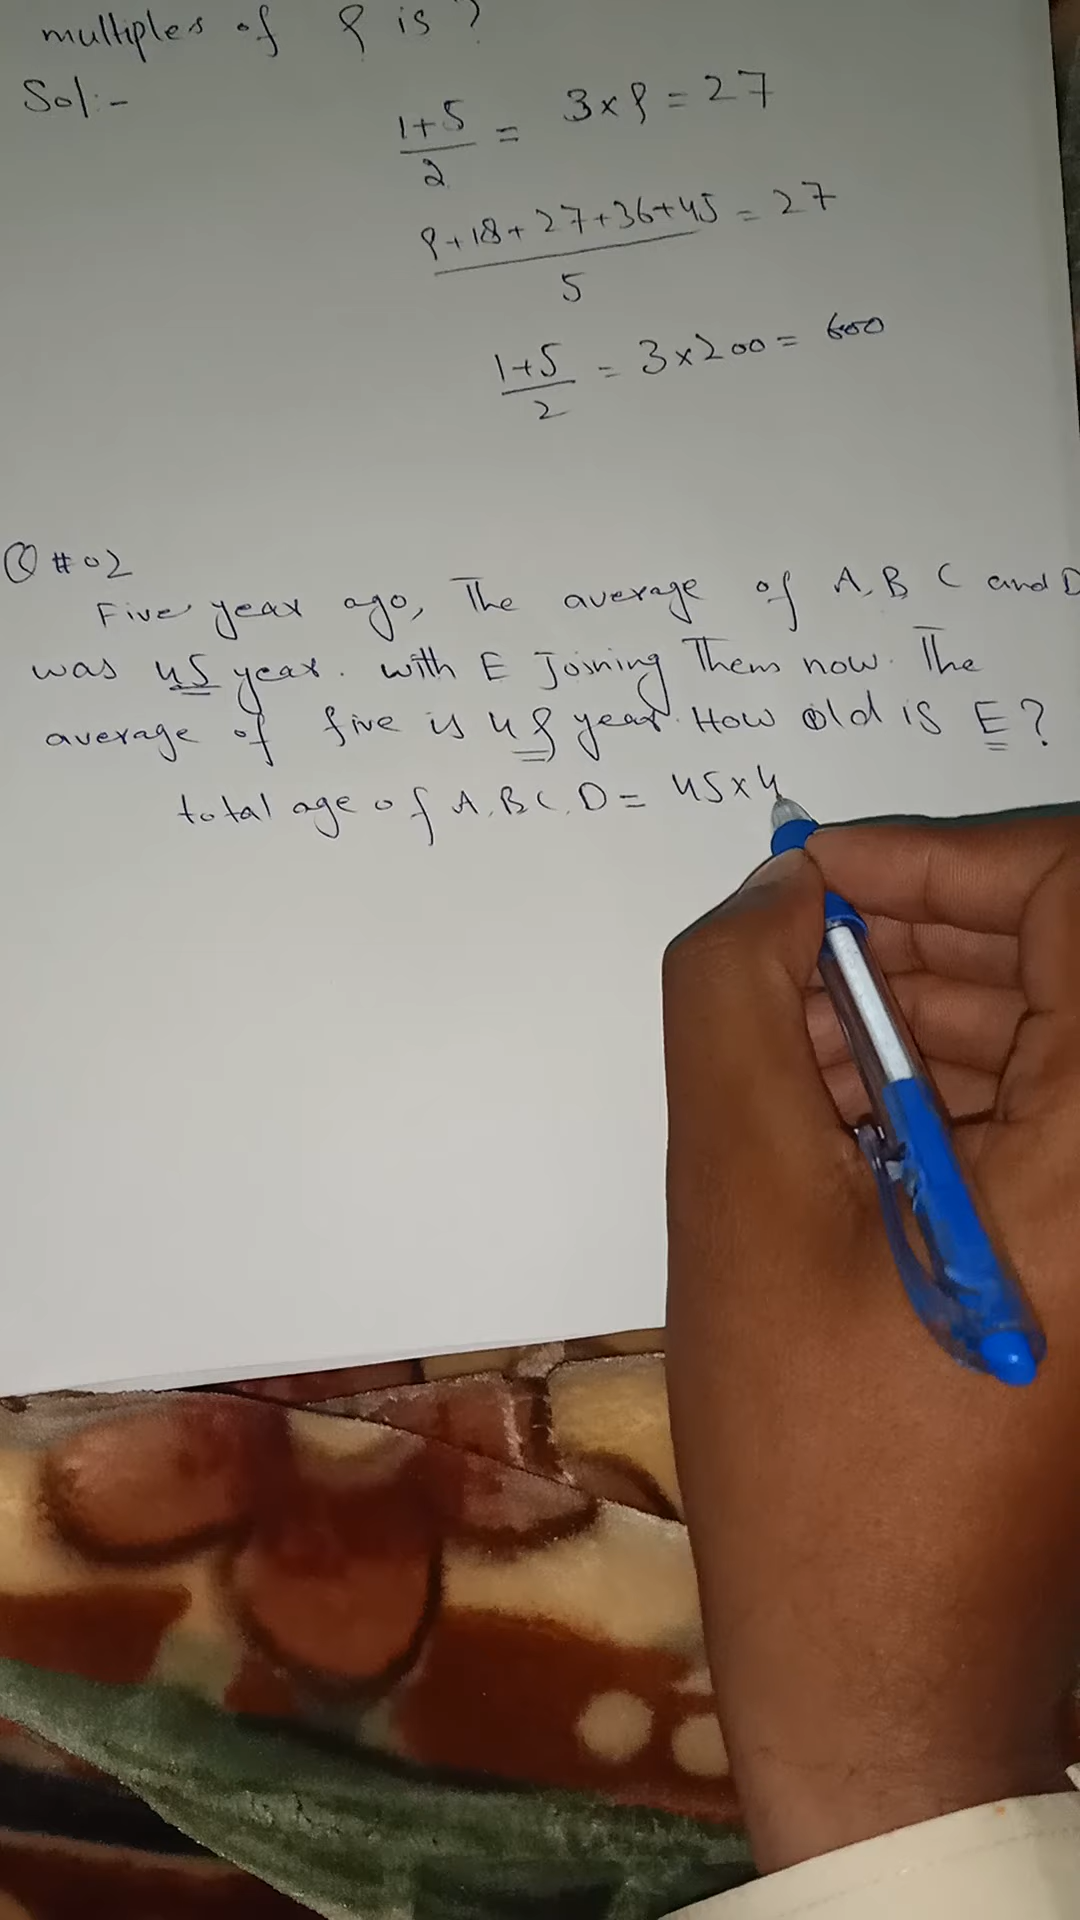 multiples of 9 is ?
Sol:-
1+5/2 = 3×9 = 27
9+18+27+36+45/5 = 27
1+5/2 = 3×200 = 600
Q #02
Five year ago, The average of A, B C and D
was 45 year. with E Joining Them now. The
average of five is 49 year. How old is E?
total age of A, B C, D = 45×4